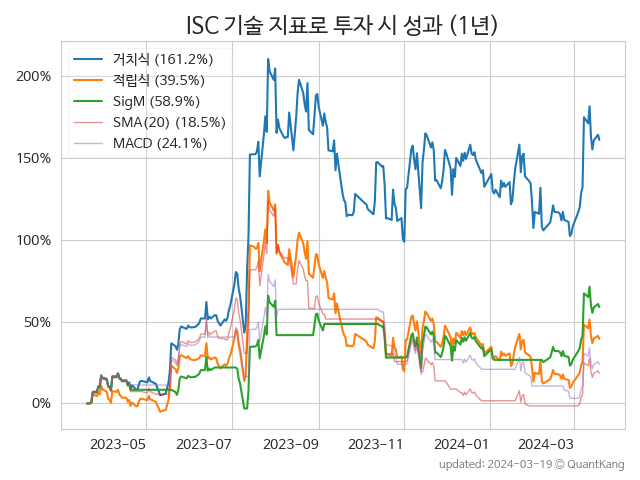 ISC 기술 지표로 투자 시 성과 (1년)
거치식 (161.2%)
적립식 (39.5%)
SigM (58.9%)
SMA(20) (18.5%)
MACD (24.1%)
200%
150%
100%
50%
0%
2023-05 2023-07 2023-09 2023-11 2024-01 2024-03
updated: 2024-03-19 © QuantKang